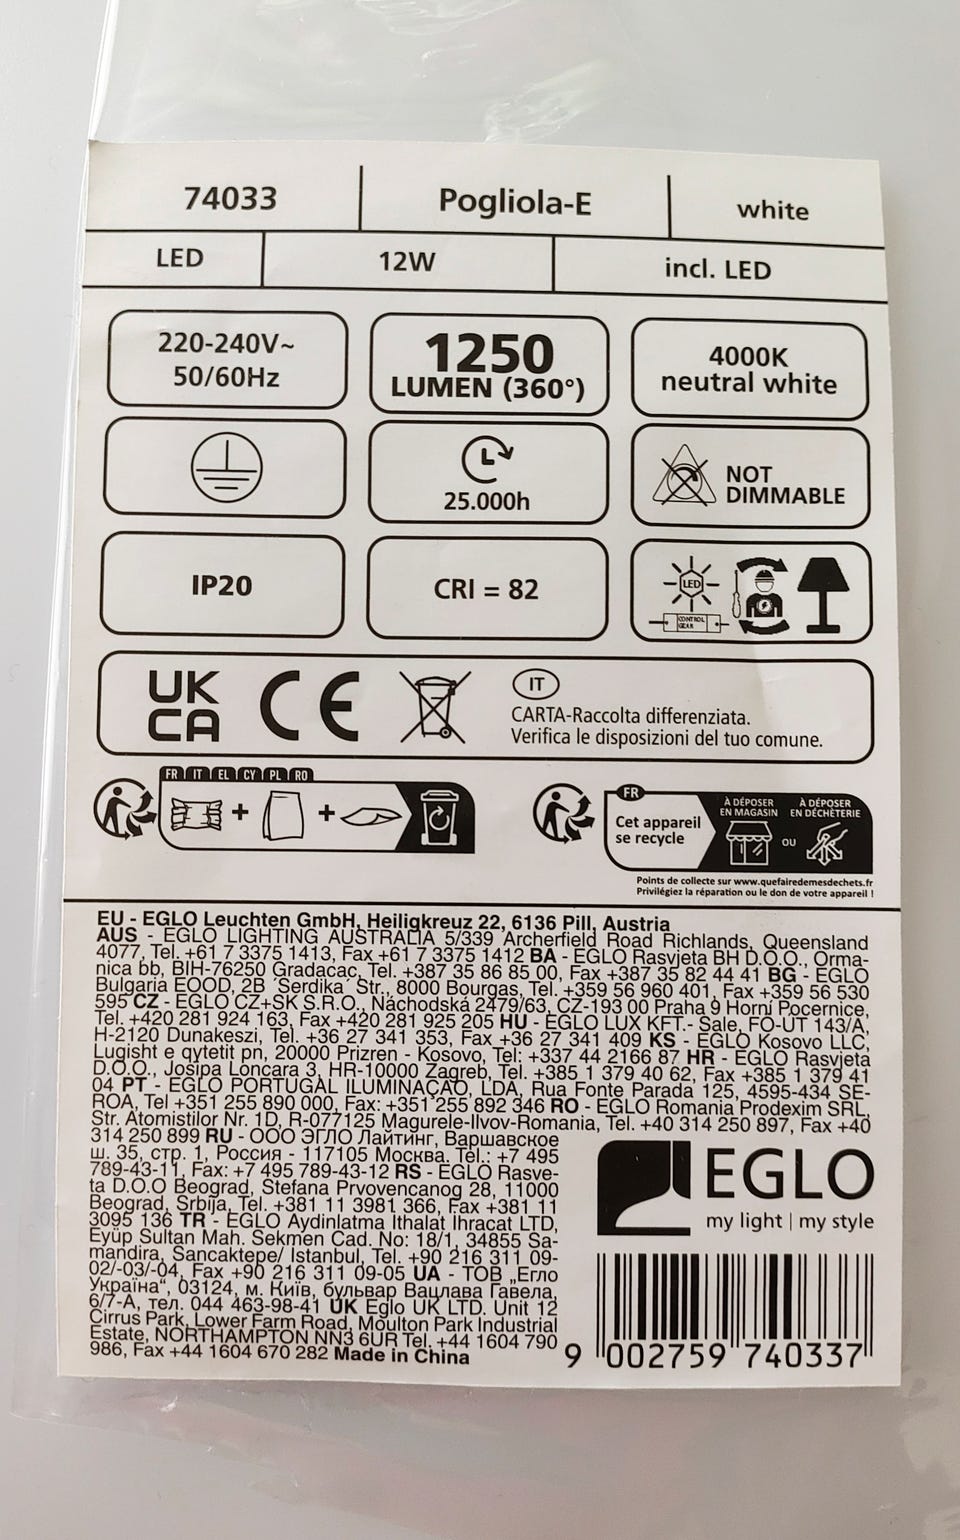 74033 Pogliola-E white
LED 12W incl. LED
220-240V~
50/60Hz
1250
LUMEN (360°)
4000K
neutral white
25.000h
NOT
DIMMABLE
IP20
CRI = 82
LED
CONTROL
GEAR
UK
CA
CE
IT
CARTA-Raccolta differenziata.
Verifica le disposizioni del tuo comune.
FR IT EL CY PL RO
+ +
FR
Cet appareil
se recycle
À DÉPOSER
EN MAGASIN
OU
À DÉPOSER
EN DÉCHÈTERIE
Points de collecte sur www.quefairedemesdechets.fr
Privilégiez la réparation ou le don de votre appareil !
EU - EGLO Leuchten GmbH, Heiligkreuz 22, 6136 Pill, Austria
AUS - EGLO LIGHTING AUSTRALIA 5/339 Archerfield Road Richlands, Queensland
4077, Tel. +61 7 3375 1413, Fax +61 7 3375 1412 BA - EGLO Rasvjeta BH D.O.O., Orma-
nica bb, BIH-76250 Gradacac, Tel. +387 35 86 85 00, Fax +387 35 82 44 41 BG - EGLO
Bulgaria EOOD, 2B ´Serdika´ Str., 8000 Bourgas, Tel. +359 56 960 401, Fax +359 56 530
595 CZ - EGLO CZ+SK S.R.O., Náchodská 2479/63, CZ-193 00 Praha 9 Horní Pocernice,
Tel. +420 281 924 163, Fax +420 281 925 205 HU - EGLO LUX KFT.- Sale, FÖ-ÚT 143/A,
H-2120 Dunakeszi, Tel. +36 27 341 353, Fax +36 27 341 409 KS - EGLO Kosovo LLC,
Lugisht e qytetit pn, 20000 Prizren - Kosovo, Tel: +337 44 2166 87 HR - EGLO Rasvjeta
D.O.O., Josipa Loncara 3, HR-10000 Zagreb, Tel. +385 1 379 40 62, Fax +385 1 379 41
04 PT - EGLO PORTUGAL ILUMINAÇAO, LDA, Rua Fonte Parada 125, 4595-434 SE-
ROA, Tel +351 255 890 000, Fax: +351 255 892 346 RO - EGLO Romania Prodexim SRL,
Str. Atomistilor Nr. 1D, R-077125 Magurele-Ilvov-Romania, Tel. +40 314 250 897, Fax +40
314 250 899 RU - ООО ЭГЛО Лайтинг, Варшавское
ш. 35, стр. 1, Россия - 117105 Москва. Tel.: +7 495
789-43-11, Fax: +7 495 789-43-12 RS - EGLO Rasve-
ta D.O.O Beograd, Stefana Prvovencanog 28, 11000
Beograd, Srbija, Tel. +381 11 3981 366, Fax +381 11
3095 136 TR - EGLO Aydinlatma Ithalat Ihracat LTD,
Eyüp Sultan Mah. Sekmen Cad. No: 18/1, 34855 Sa-
mandira, Sancaktepe/ Istanbul, Tel. +90 216 311 09-
02/-03/-04, Fax +90 216 311 09-05 UA - ТОВ „Егло
Україна“, 03124, м. Київ, бульвар Вацлава Гавела,
6/7-A, тел. 044 463-98-41 UK Eglo UK LTD. Unit 12
Cirrus Park, Lower Farm Road, Moulton Park Industrial
Estate, NORTHAMPTON NN3 6UR Tel. +44 1604 790
986, Fax +44 1604 670 282 Made in China
EGLO
my light | my style
9 002759 740337